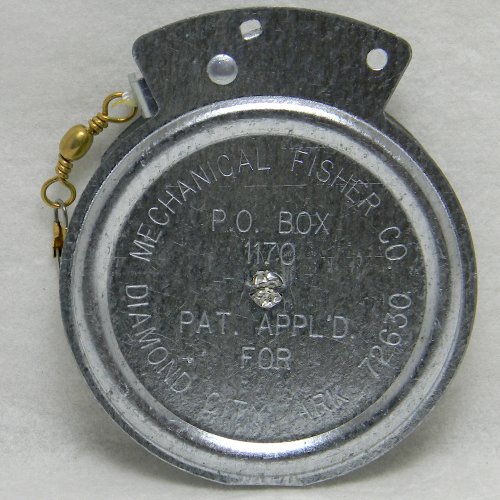 MECHANICAL FISHER CO
P.O. BOX
1170
PAT. APPL'D.
FOR
DIAMOND CITY ARK 72630